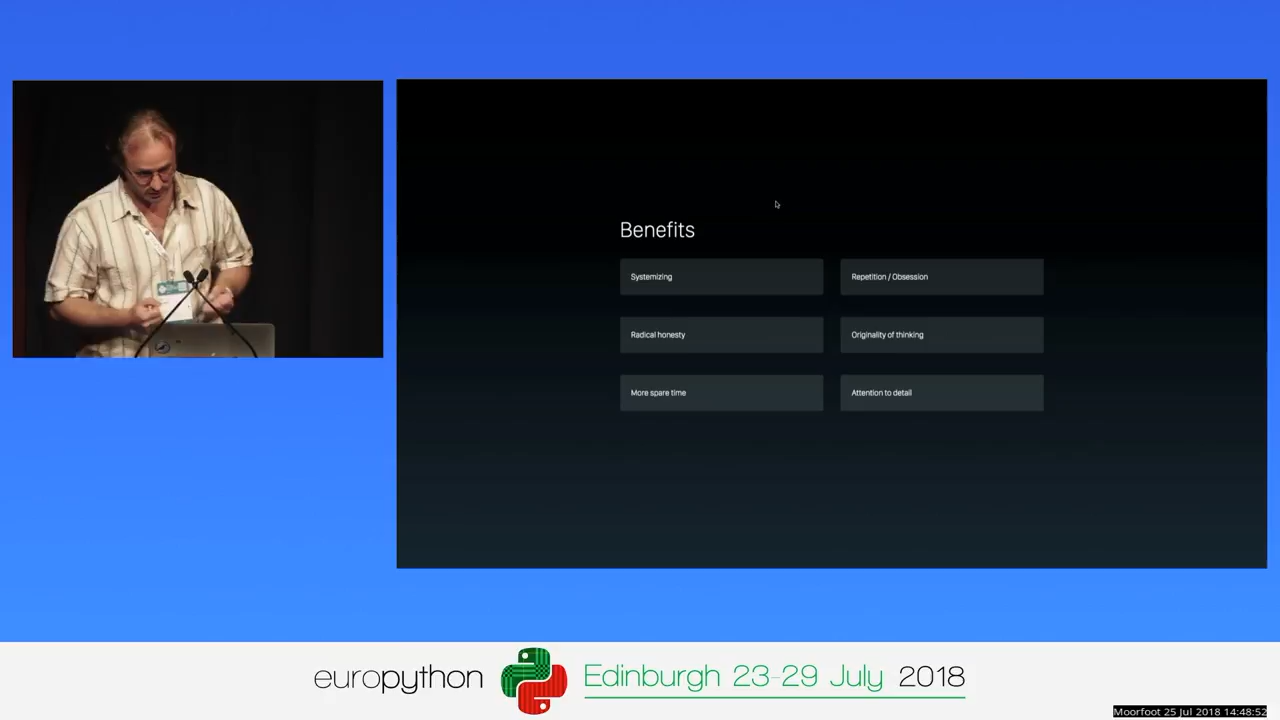 Benefits
Systemizing
Repetition / Obsession
Radical honesty
Originality of thinking
More spare time
Attention to detail
europython
Edinburgh 23-29 July 2018
Moorfoot 25 Jul 2018 14:48:52